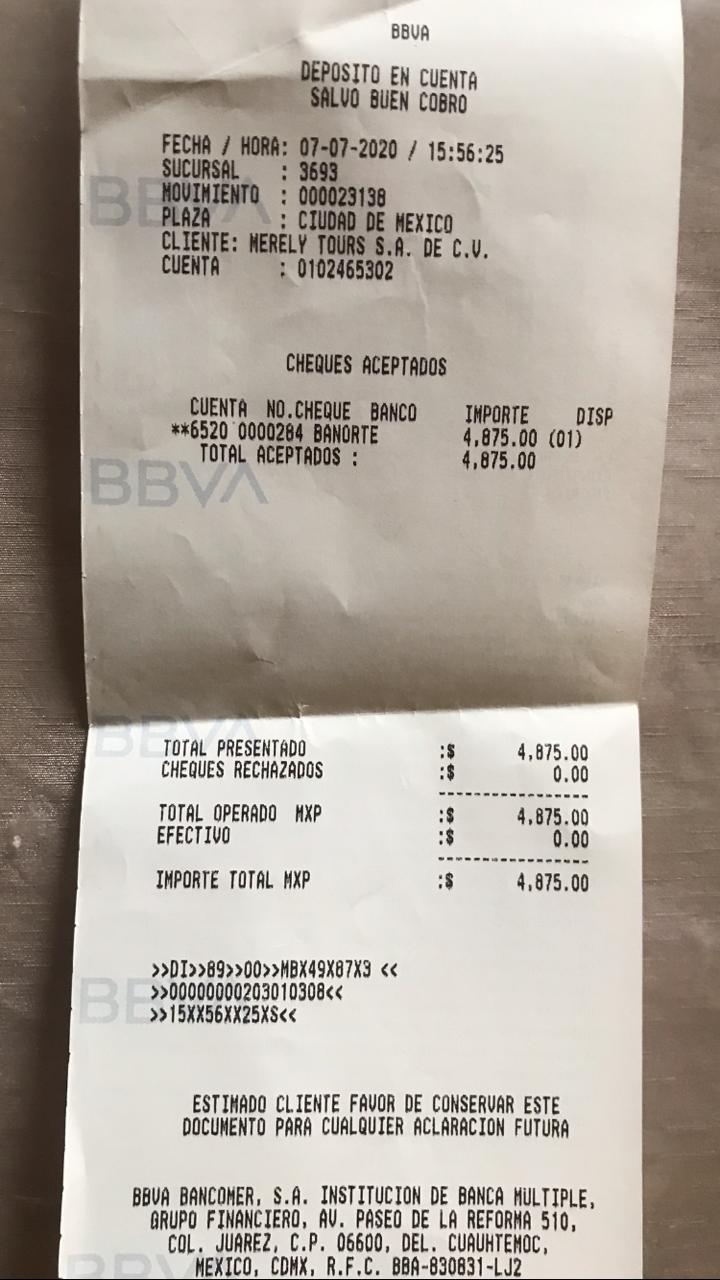 BBVA
DEPOSITO EN CUENTA
SALVO BUEN COBRO
FECHA / HORA: 07-07-2020 / 15:56:25
SUCURSAL : 3693
MOVIMIENTO : 000023138
PLAZA : CIUDAD DE MEXICO
CLIENTE: MERELY TOURS S.A. DE C.V.
CUENTA : 0102465302
CHEQUES ACEPTADOS
CUENTA NO.CHEQUE BANCO IMPORTE DISP
**6520 0000284 BANORTE 4,875.00 (01)
TOTAL ACEPTADOS : 4,875.00
BBVA
BBVA
BBVA
TOTAL PRESENTADO :$ 4,875.00
CHEQUES RECHAZADOS :$ 0.00
TOTAL OPERADO MXP :$ 4,875.00
EFECTIVO :$ 0.00
IMPORTE TOTAL MXP :$ 4,875.00
>>DI>>89>>00>>MBX49X87X3 <<
>>00000000203010308<<
>>15XX56XX25XS<<
BBVA
ESTIMADO CLIENTE FAVOR DE CONSERVAR ESTE
DOCUMENTO PARA CUALQUIER ACLARACION FUTURA
BBVA BANCOMER, S.A. INSTITUCION DE BANCA MULTIPLE,
GRUPO FINANCIERO, AV. PASEO DE LA REFORMA 510,
COL. JUAREZ, C.P. 06600, DEL. CUAUHTEMOC,
MEXICO, CDMX, R.F.C. BBA-830831-LJ2
BBVA